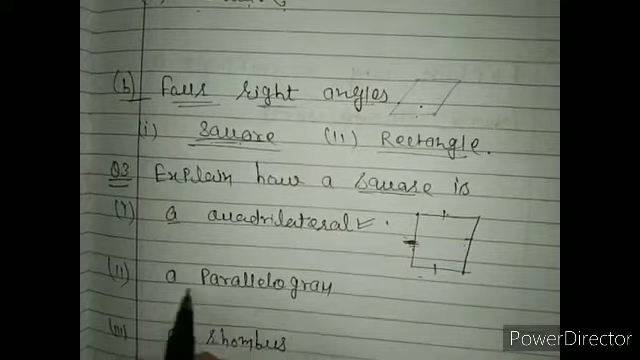 (b) Four right angles
(i) Square (ii) Rectangle.
Q3 Explain how a square is
(i) a quadrilateral
(ii) a Parallelogram
(iii) rhombus
PowerDirector